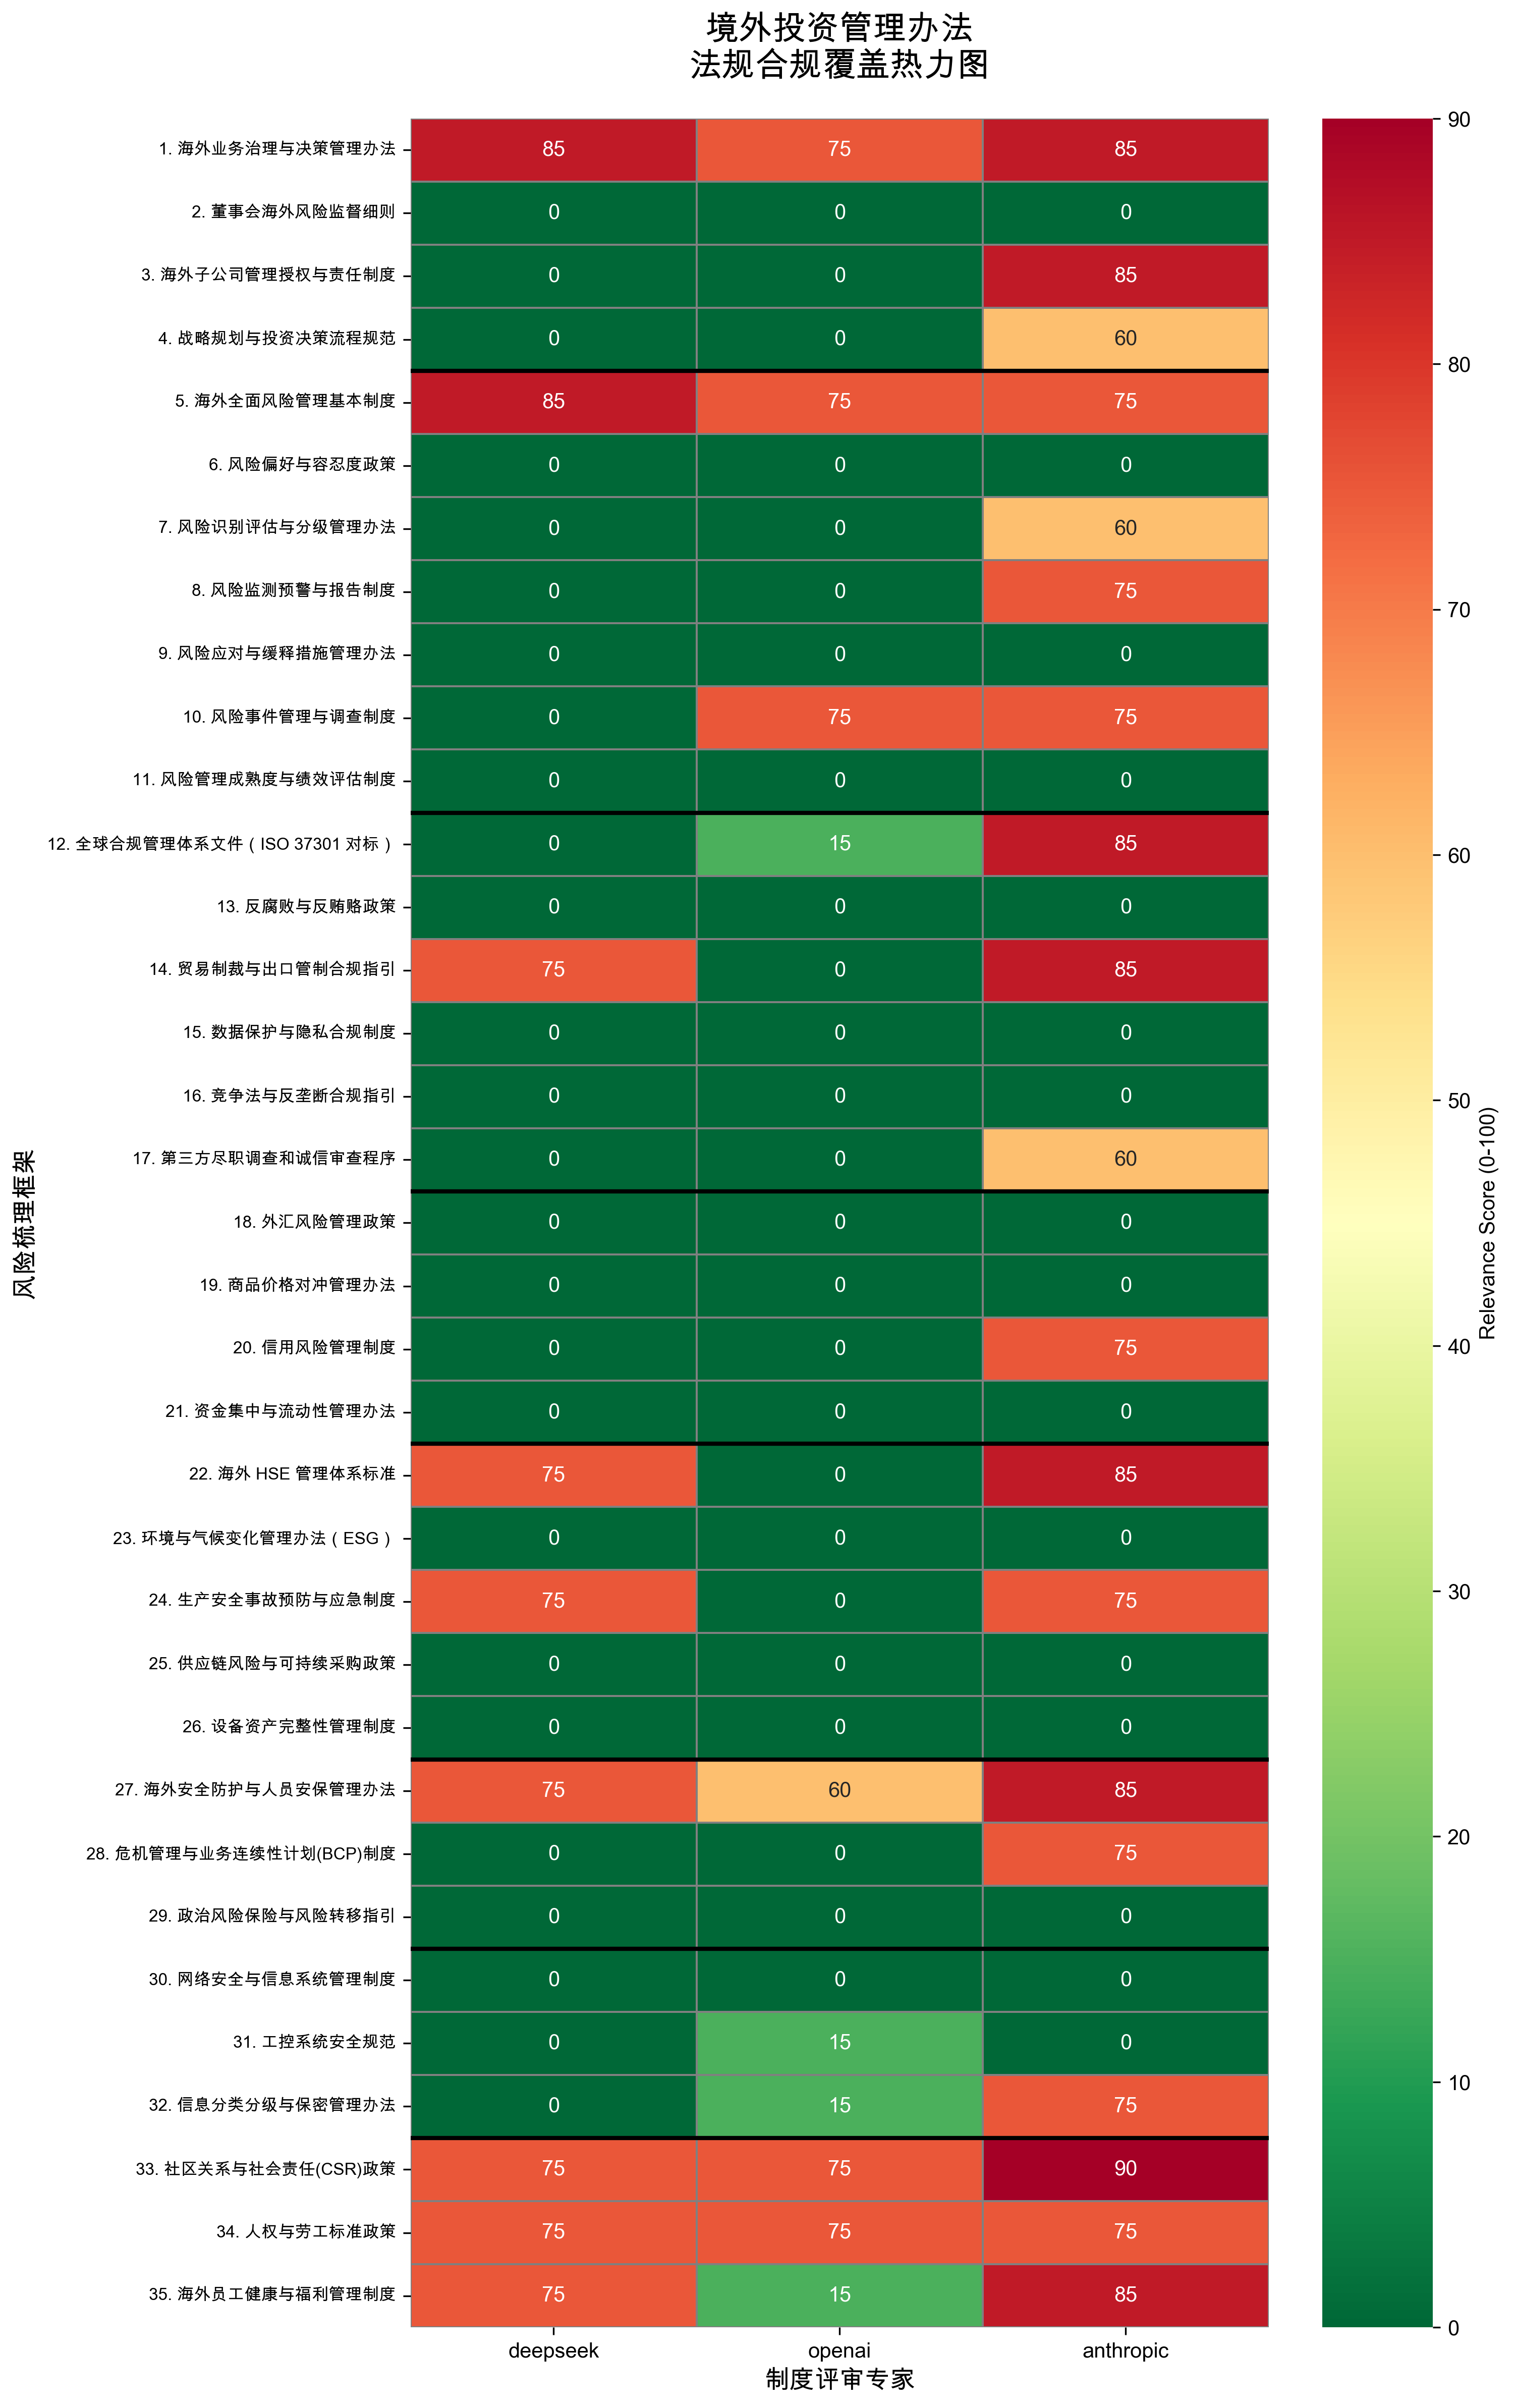 境外投资管理办法
法规合规覆盖热力图
风险梳理框架
1. 海外业务治理与决策管理办法 85 75 85
2. 董事会海外风险监督细则 0 0 0
3. 海外子公司管理授权与责任制度 0 0 85
4. 战略规划与投资决策流程规范 0 0 60
5. 海外全面风险管理基本制度 85 75 75
6. 风险偏好与容忍度政策 0 0 0
7. 风险识别评估与分级管理办法 0 0 60
8. 风险监测预警与报告制度 0 0 75
9. 风险应对与缓释措施管理办法 0 0 0
10. 风险事件管理与调查制度 0 75 75
11. 风险管理成熟度与绩效评估制度 0 0 0
12. 全球合规管理体系文件（ISO 37301 对标） 0 15 85
13. 反腐败与反贿赂政策 0 0 0
14. 贸易制裁与出口管制合规指引 75 0 85
15. 数据保护与隐私合规制度 0 0 0
16. 竞争法与反垄断合规指引 0 0 0
17. 第三方尽职调查和诚信审查程序 0 0 60
18. 外汇风险管理政策 0 0 0
19. 商品价格对冲管理办法 0 0 0
20. 信用风险管理制度 0 0 75
21. 资金集中与流动性管理办法 0 0 0
22. 海外 HSE 管理体系标准 75 0 85
23. 环境与气候变化管理办法（ESG） 0 0 0
24. 生产安全事故预防与应急制度 75 0 75
25. 供应链风险与可持续采购政策 0 0 0
26. 设备资产完整性管理制度 0 0 0
27. 海外安全防护与人员安保管理办法 75 60 85
28. 危机管理与业务连续性计划(BCP)制度 0 0 75
29. 政治风险保险与风险转移指引 0 0 0
30. 网络安全与信息系统管理制度 0 0 0
31. 工控系统安全规范 0 15 0
32. 信息分类分级与保密管理办法 0 15 75
33. 社区关系与社会责任(CSR)政策 75 75 90
34. 人权与劳工标准政策 75 75 75
35. 海外员工健康与福利管理制度 75 15 85
deepseek openai anthropic
制度评审专家
90
80
70
60
50
40
30
20
10
0
Relevance Score (0-100)